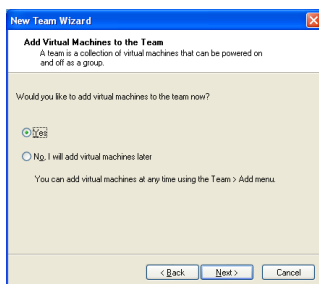 New Team Wizard
Add Virtual Machines to the Team
A team is a collection of virtual machines that can be powered on
and off as a group.
Would you like to add virtual machines to the team now?
Yes
No, I will add virtual machines later
You can add virtual machines at any time using the Team > Add menu.
< Back
Next >
Cancel